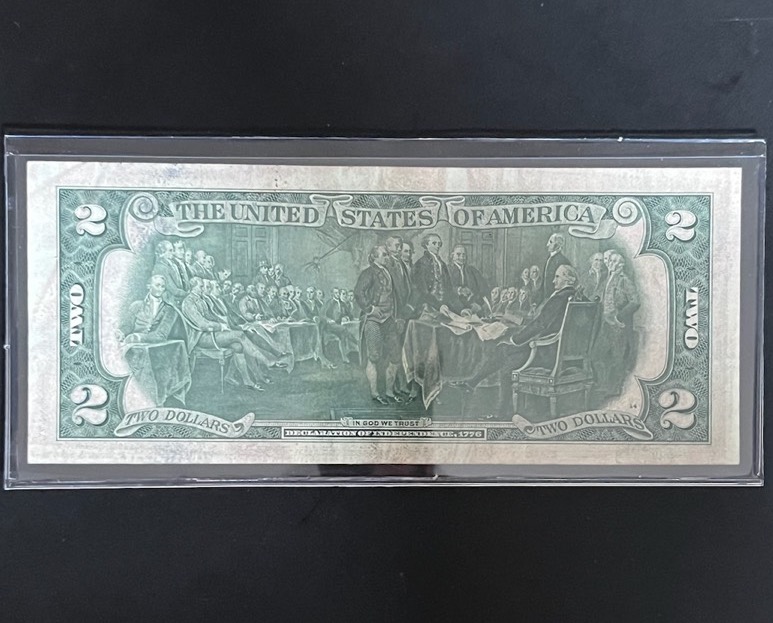 2 THE UNITED STATES OF AMERICA 2
TWO TWO
2 TWO DOLLARS IN GOD WE TRUST TWO DOLLARS 2
DECLARATION OF INDEPENDENCE, 1776